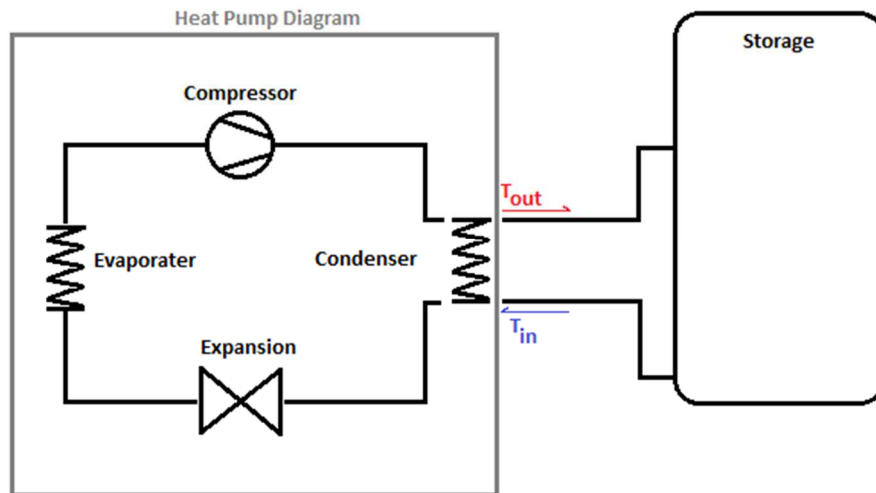 Heat Pump Diagram
Storage
Compressor
Tout
Evaporater
Condenser
Tin
Expansion